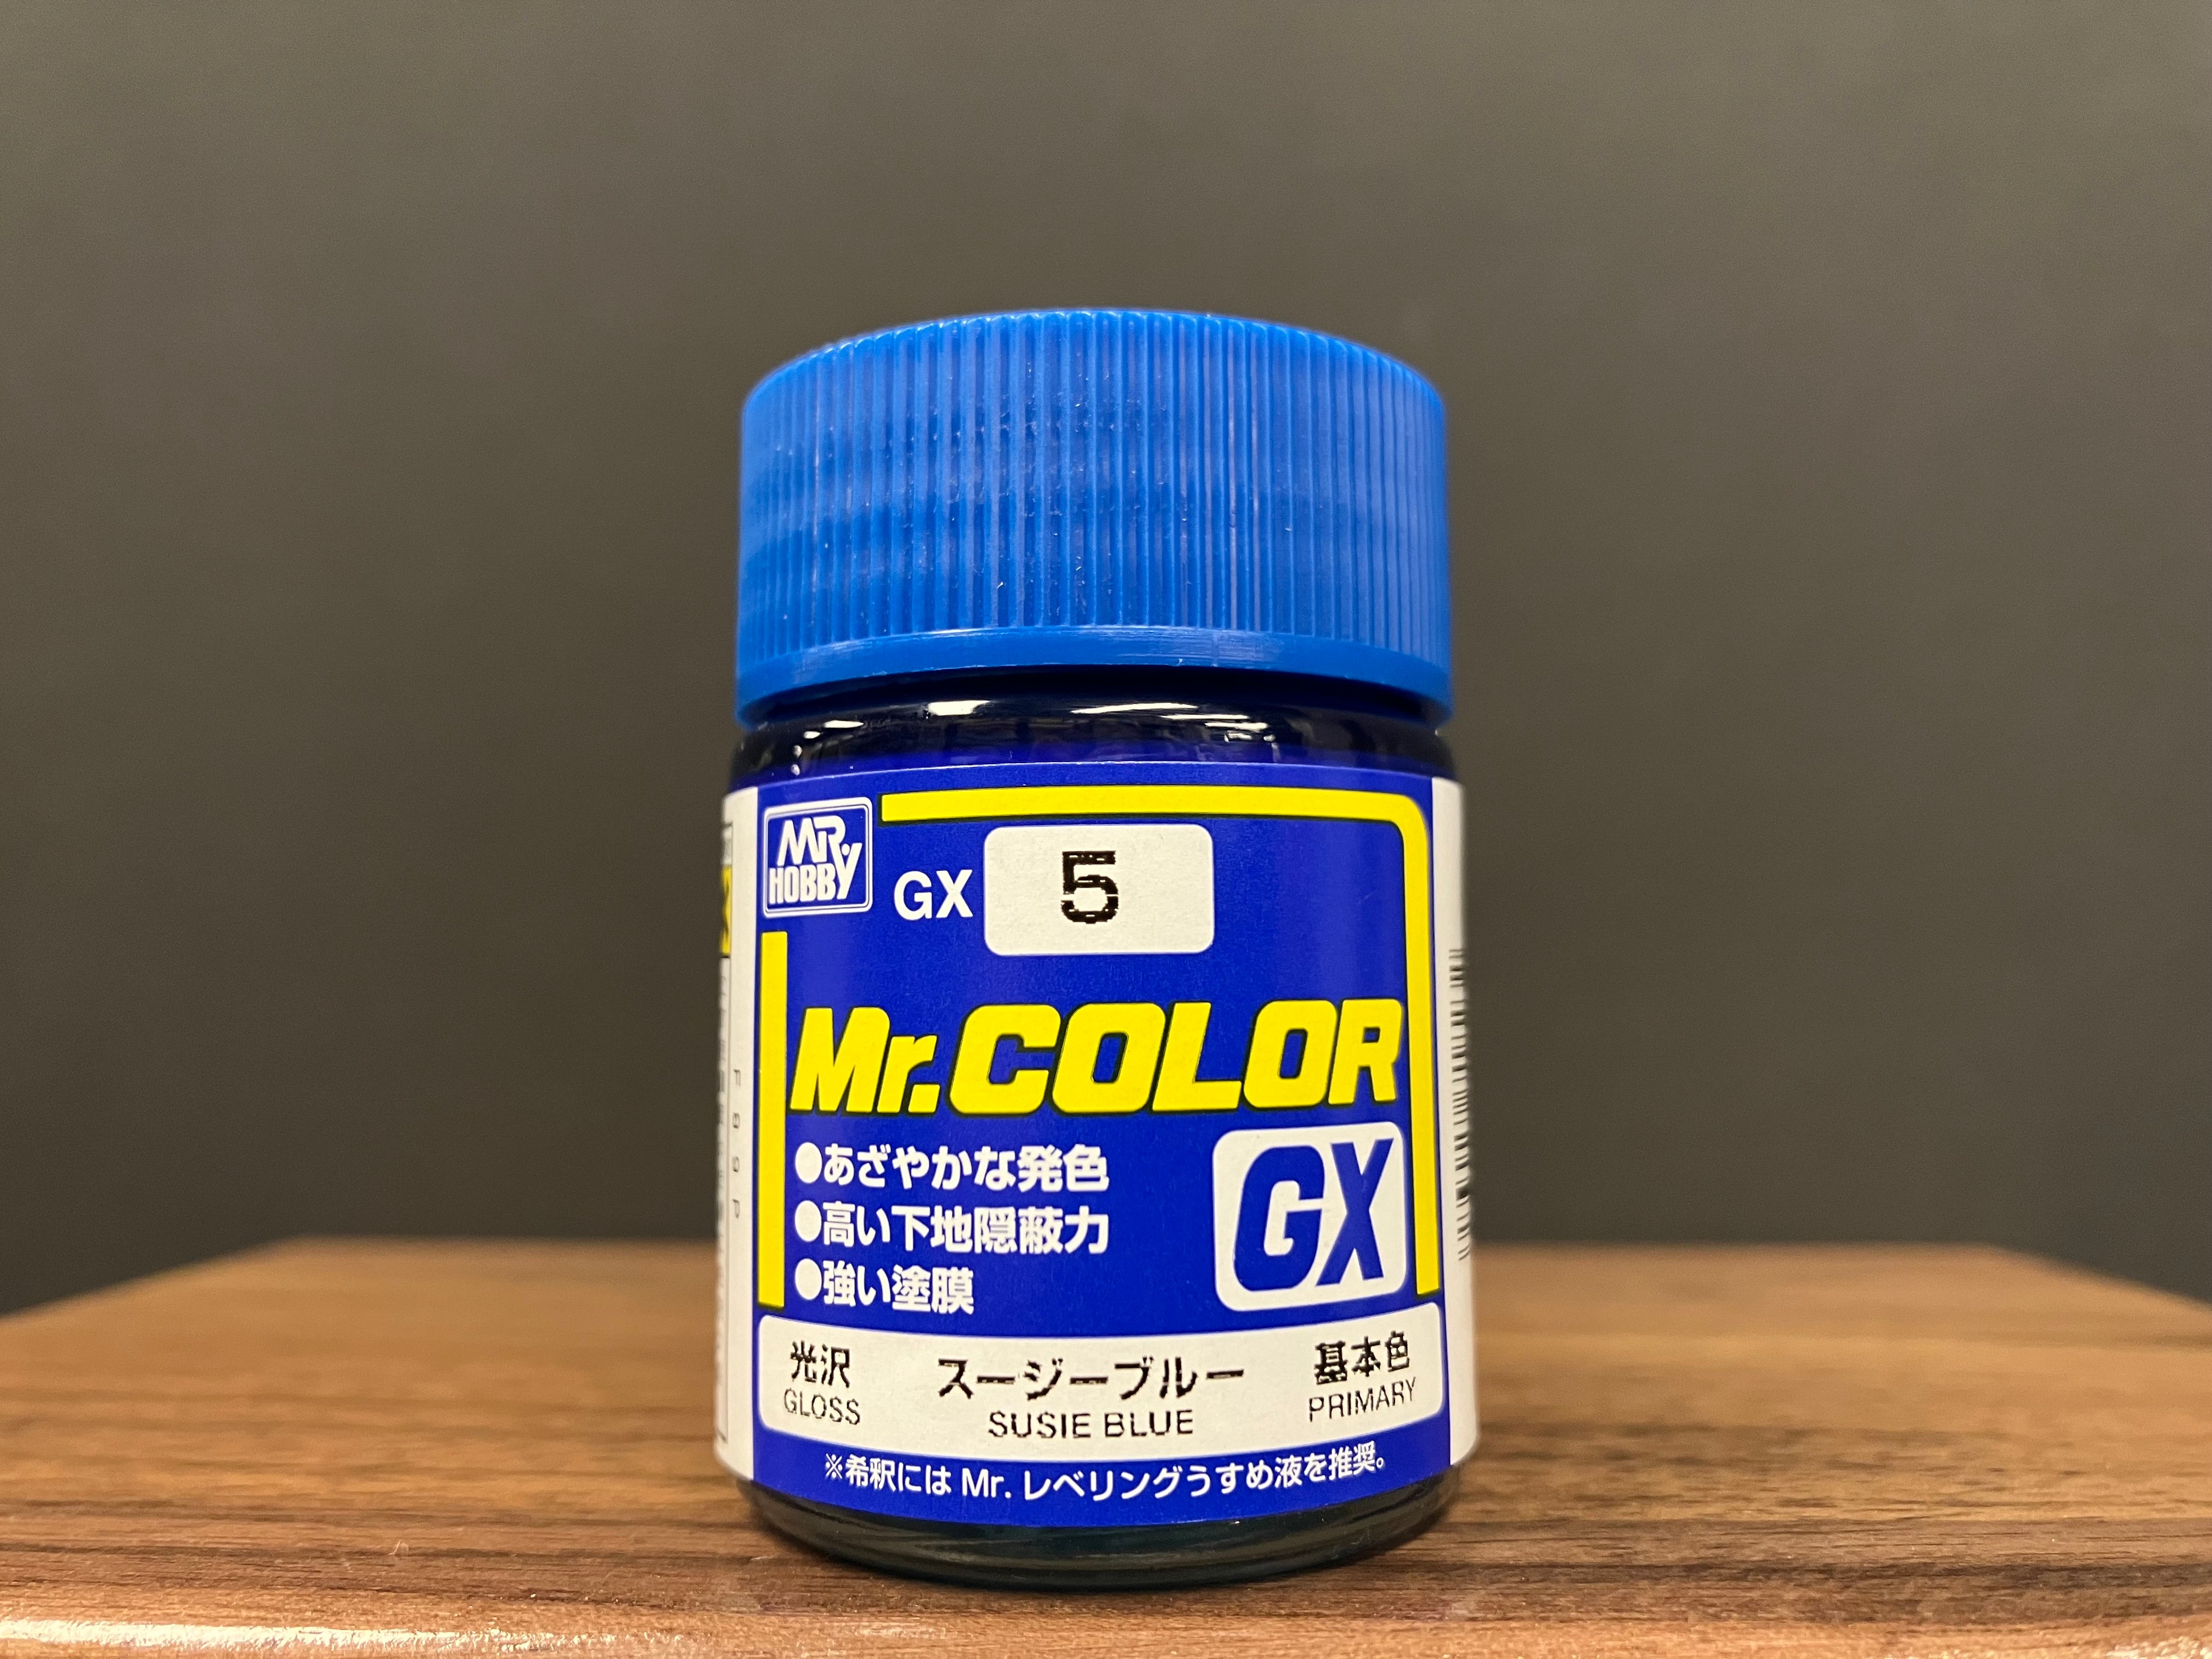 MR HOBBY
GX 5
Mr.COLOR
GX
●あざやかな発色
●高い下地隠蔽力
●強い塗膜
光沢 スージーブルー 基本色
GLOSS SUSIE BLUE PRIMARY
※希釈には Mr. レベリングうすめ液を推奨。